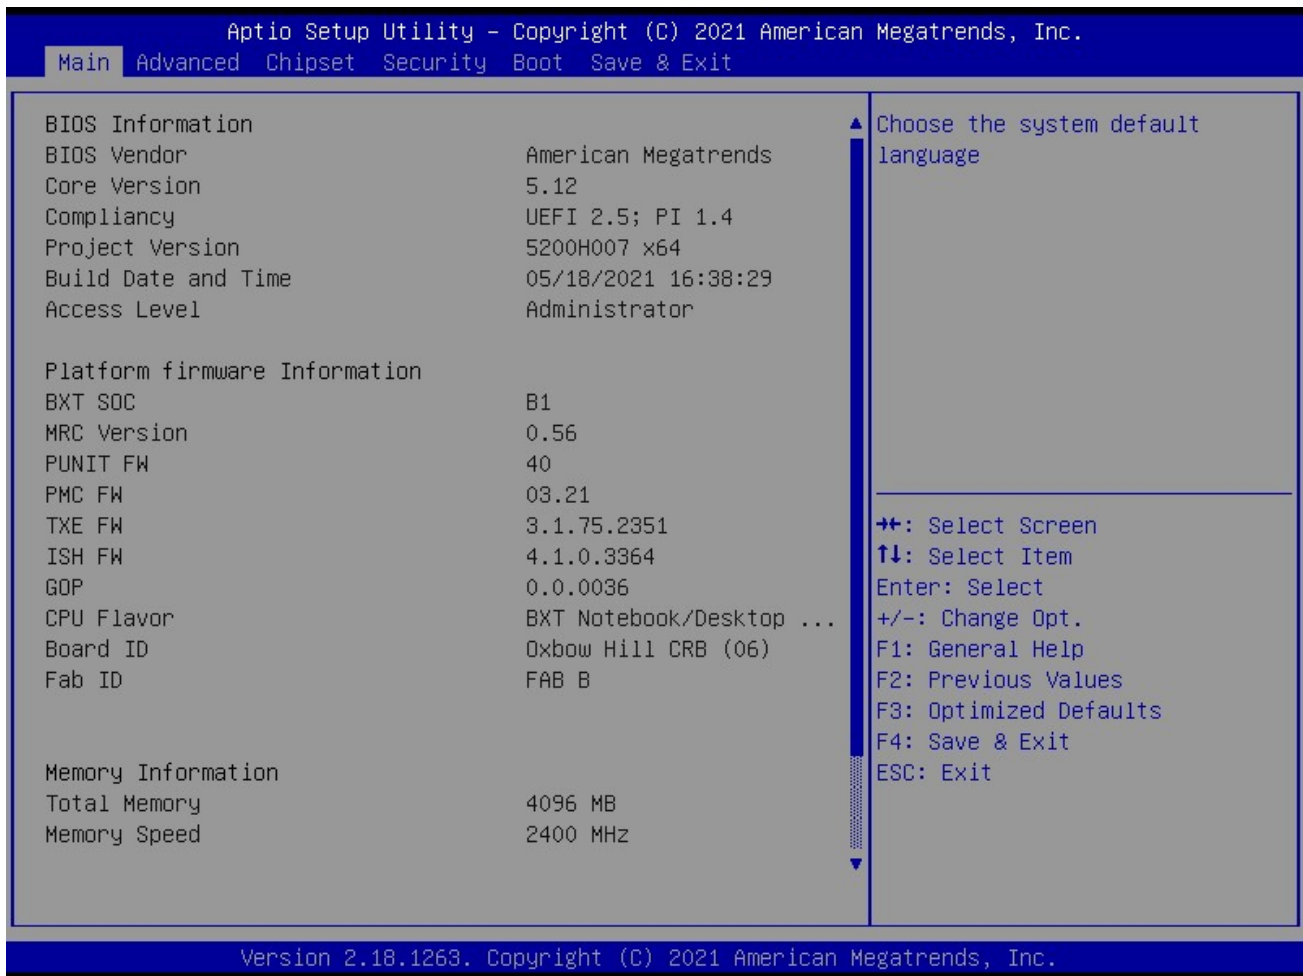 Aptio Setup Utility – Copyright (C) 2021 American Megatrends, Inc.
Main Advanced Chipset Security Boot Save & Exit
BIOS Information
BIOS Vendor American Megatrends
Core Version 5.12
Compliancy UEFI 2.5; PI 1.4
Project Version 5200H007 x64
Build Date and Time 05/18/2021 16:38:29
Access Level Administrator
Platform firmware Information
BXT SOC B1
MRC Version 0.56
PUNIT FW 40
PMC FW 03.21
TXE FW 3.1.75.2351
ISH FW 4.1.0.3364
GOP 0.0.0036
CPU Flavor BXT Notebook/Desktop ...
Board ID Oxbow Hill CRB (06)
Fab ID FAB B
Memory Information
Total Memory 4096 MB
Memory Speed 2400 MHz
Choose the system default
language
→←: Select Screen
↑↓: Select Item
Enter: Select
+/-: Change Opt.
F1: General Help
F2: Previous Values
F3: Optimized Defaults
F4: Save & Exit
ESC: Exit
Version 2.18.1263. Copyright (C) 2021 American Megatrends, Inc.